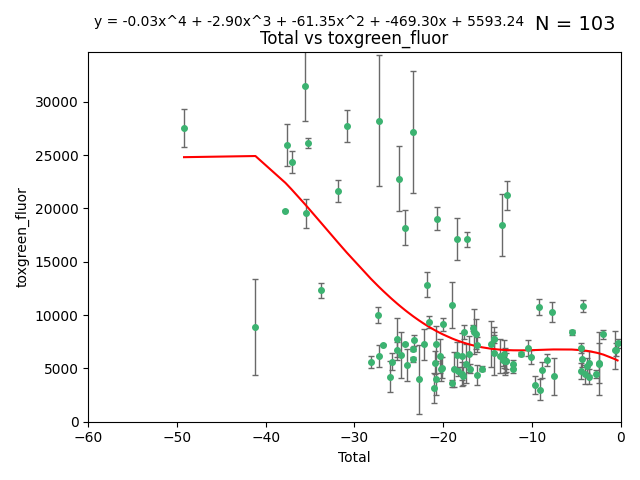 y = -0.03x^4 + -2.90x^3 + -61.35x^2 + -469.30x + 5593.24 N = 103
Total vs toxgreen_fluor
30000
25000
20000
15000
10000
5000
0
toxgreen_fluor
−60 −50 −40 −30 −20 −10 0
Total